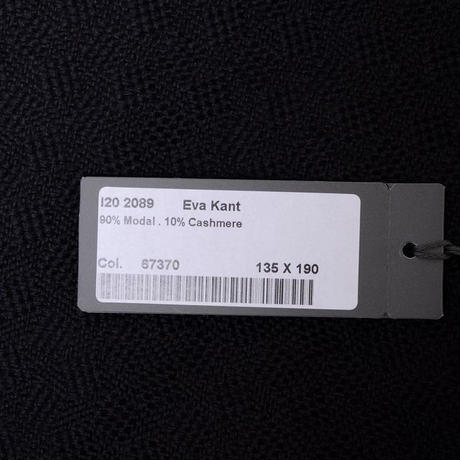 I20 2089 Eva Kant
90% Modal . 10% Cashmere
Col. 67370 135 X 190